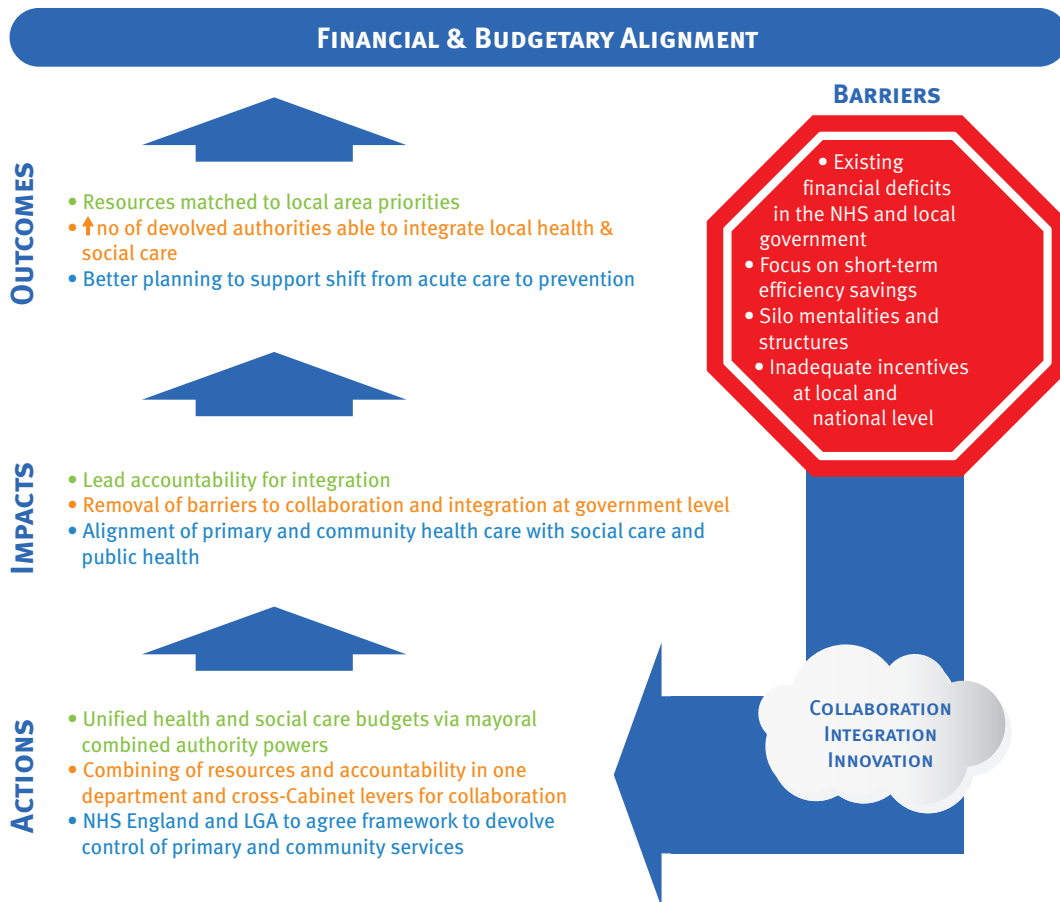 FINANCIAL & BUDGETARY ALIGNMENT
BARRIERS
• Existing
financial deficits
in the NHS and local
government
• Focus on short-term
efficiency savings
• Silo mentalities and
structures
• Inadequate incentives
at local and
national level
OUTCOMES
• Resources matched to local area priorities
• ⬆no of devolved authorities able to integrate local health &
social care
• Better planning to support shift from acute care to prevention
IMPACTS
• Lead accountability for integration
• Removal of barriers to collaboration and integration at government level
• Alignment of primary and community health care with social care and
public health
ACTIONS
• Unified health and social care budgets via mayoral
combined authority powers
• Combining of resources and accountability in one
department and cross-Cabinet levers for collaboration
• NHS England and LGA to agree framework to devolve
control of primary and community services
COLLABORATION
INTEGRATION
INNOVATION